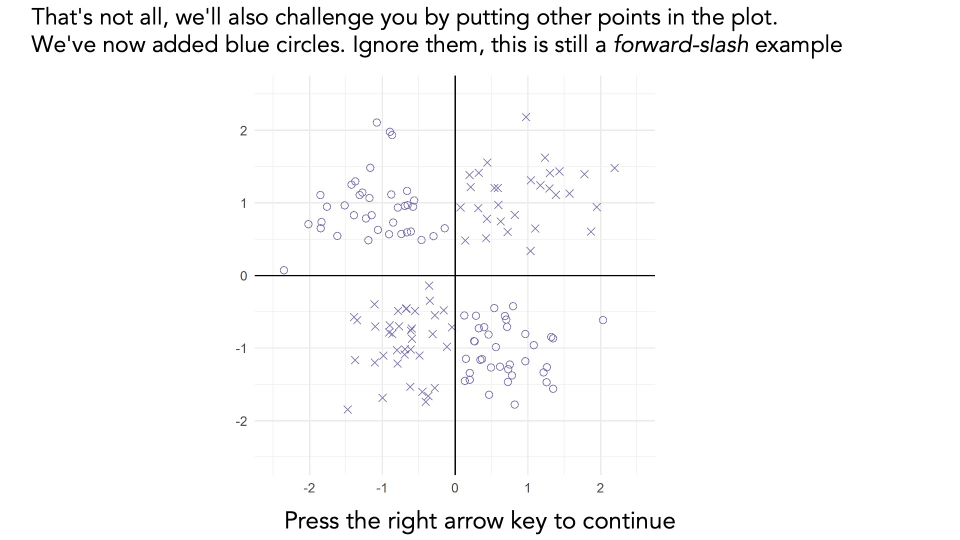 That's not all, we'll also challenge you by putting other points in the plot.
We've now added blue circles. Ignore them, this is still a forward-slash example
2
1
0
-1
-2
-2 -1 0 1 2
Press the right arrow key to continue